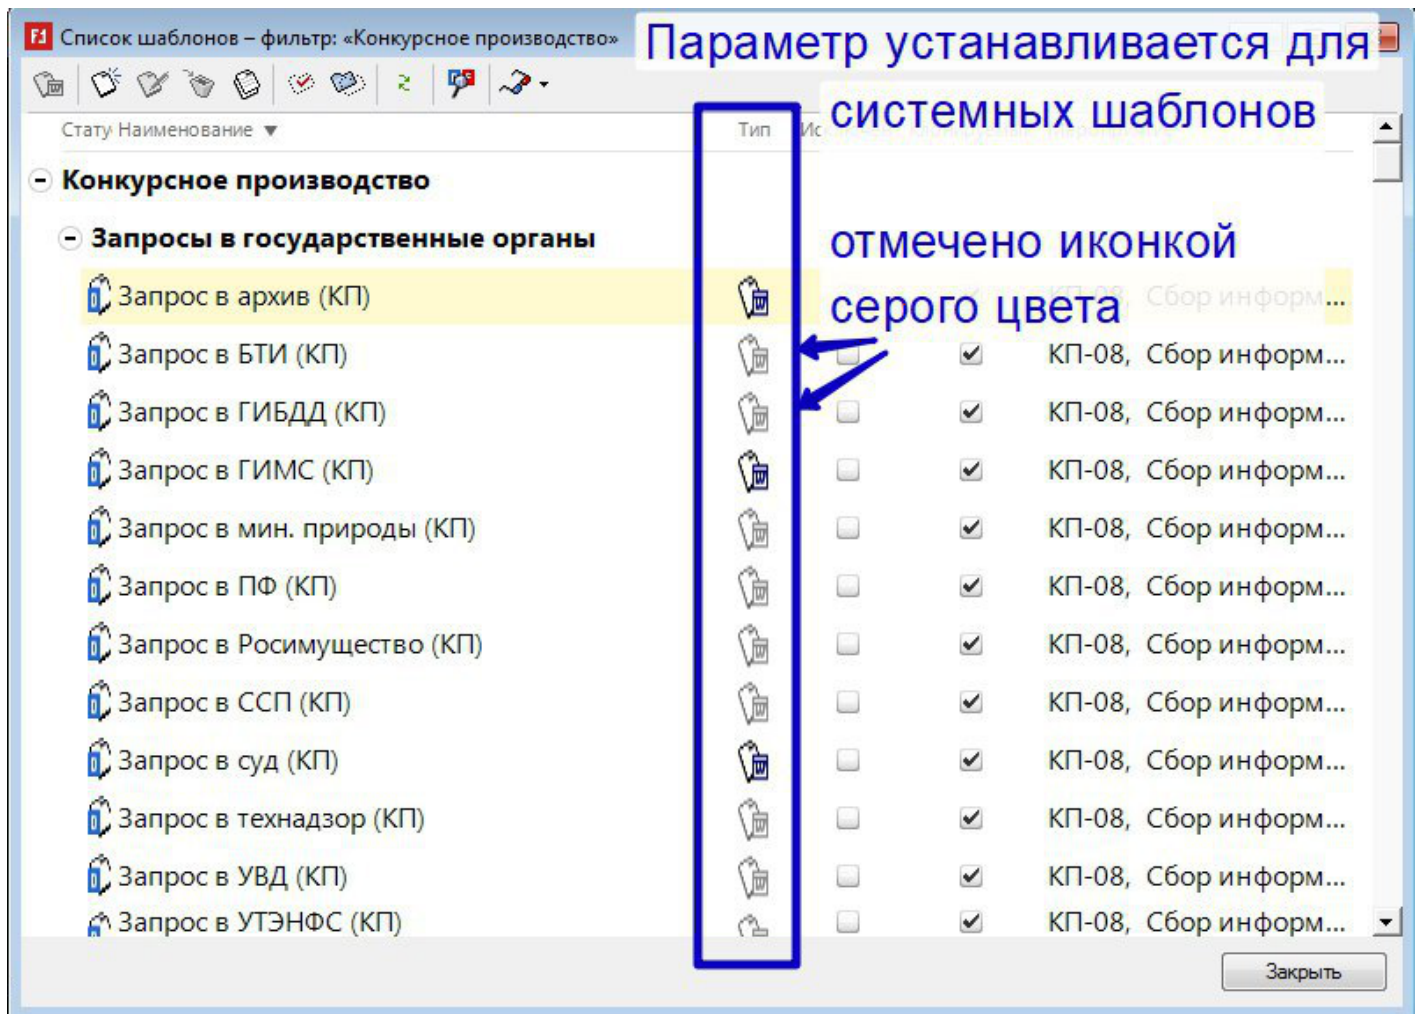 Список шаблонов – фильтр: «Конкурсное производство»
Параметр устанавливается для
системных шаблонов
Стату Наименование Тип
Конкурсное производство
Запросы в государственные органы
отмечено иконкой
серого цвета
Запрос в архив (КП) Сбор информ...
Запрос в БТИ (КП) КП-08, Сбор информ...
Запрос в ГИБДД (КП) КП-08, Сбор информ...
Запрос в ГИМС (КП) КП-08, Сбор информ...
Запрос в мин. природы (КП) КП-08, Сбор информ...
Запрос в ПФ (КП) КП-08, Сбор информ...
Запрос в Росимущество (КП) КП-08, Сбор информ...
Запрос в ССП (КП) КП-08, Сбор информ...
Запрос в суд (КП) КП-08, Сбор информ...
Запрос в технадзор (КП) КП-08, Сбор информ...
Запрос в УВД (КП) КП-08, Сбор информ...
Запрос в УТЭНФС (КП) КП-08, Сбор информ...
Закрыть